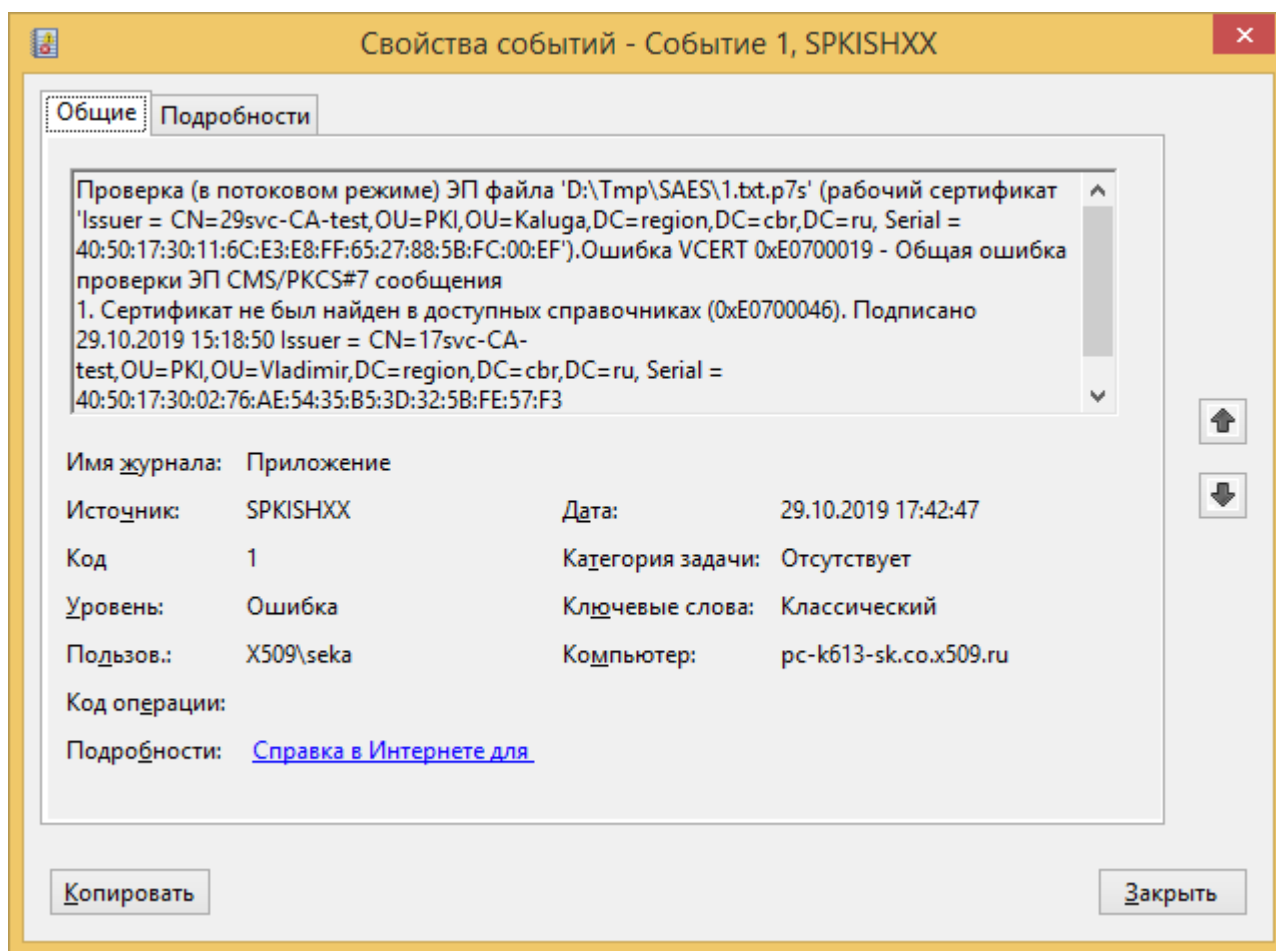 Свойства событий - Событие 1, SPKISHXX
Общие
Подробности
Проверка (в потоковом режиме) ЭП файла 'D:\Tmp\SAES\1.txt.p7s' (рабочий сертификат
'Issuer = CN=29svc-CA-test,OU=PKI,OU=Kaluga,DC=region,DC=cbr,DC=ru, Serial =
40:50:17:30:11:6C:E3:E8:FF:65:27:88:5B:FC:00:EF').Ошибка VCERT 0xE0700019 - Общая ошибка
проверки ЭП CMS/PKCS#7 сообщения
1. Сертификат не был найден в доступных справочниках (0xE0700046). Подписано
29.10.2019 15:18:50 Issuer = CN=17svc-CA-
test,OU=PKI,OU=Vladimir,DC=region,DC=cbr,DC=ru, Serial =
40:50:17:30:02:76:AE:54:35:B5:3D:32:5B:FE:57:F3
Имя журнала: Приложение
Источник: SPKISHXX Дата: 29.10.2019 17:42:47
Код 1 Категория задачи: Отсутствует
Уровень: Ошибка Ключевые слова: Классический
Пользов.: X509\seka Компьютер: pc-k613-sk.co.x509.ru
Код операции:
Подробности: Справка в Интернете для
Копировать Закрыть